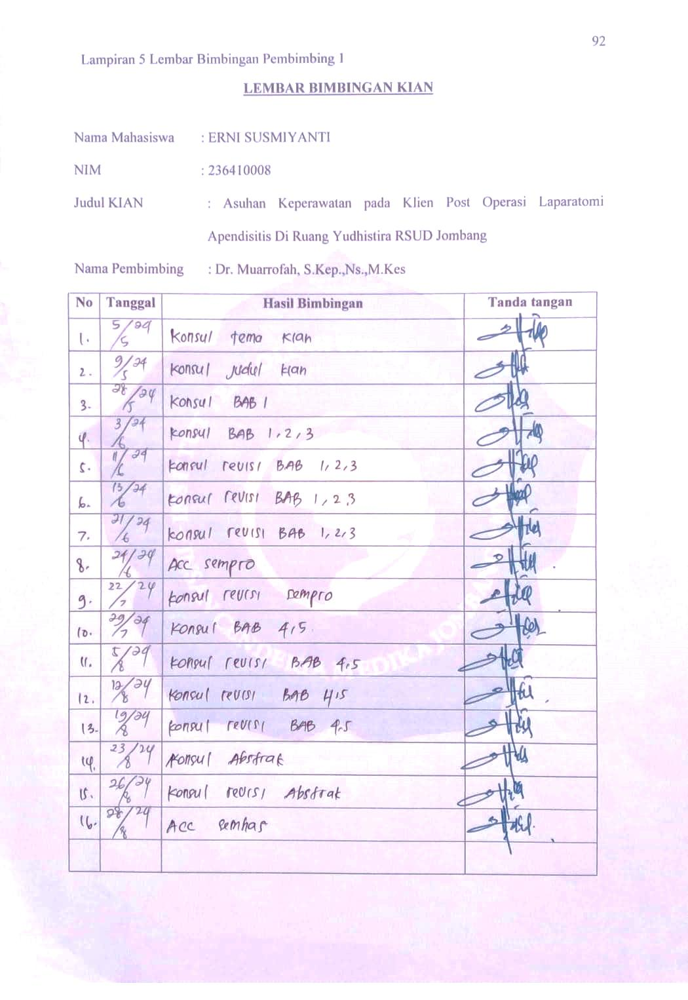 92
Lampiran 5 Lembar Bimbingan Pembimbing 1
LEMBAR BIMBINGAN KIAN
Nama Mahasiswa : ERNI SUSMIYANTI
NIM : 236410008
Judul KIAN : Asuhan Keperawatan pada Klien Post Operasi Laparatomi
Apendisitis Di Ruang Yudhistira RSUD Jombang
Nama Pembimbing : Dr. Muarrofah, S.Kep.,Ns.,M.Kes
No Tanggal Hasil Bimbingan Tanda tangan
1. 5/5 24 Konsul tema Kian
2. 9/5 24 Konsul judul kian
3. 28/5 24 Konsul BAB 1
4. 3/6 24 konsul BAB 1,2,3
5. 11/6 24 konsul revisi BAB 1,2,3
6. 13/6 24 konsul revisi BAB 1,2,3
7. 21/6 24 konsul revisi BAB 1,2,3
8. 24/6 24 Acc sempro
9. 22/7 24 konsul revisi sempro
10. 29/7 24 Konsul BAB 4,5
11. 5/8 24 konsul revisi BAB 4,5
12. 12/8 24 konsul revisi BAB 4,5
13. 19/8 24 konsul revisi BAB 4,5
14. 23/8 24 Konsul Abstrak
15. 26/8 24 konsul revisi Abstrak
16. 28/8 24 ACC semhas